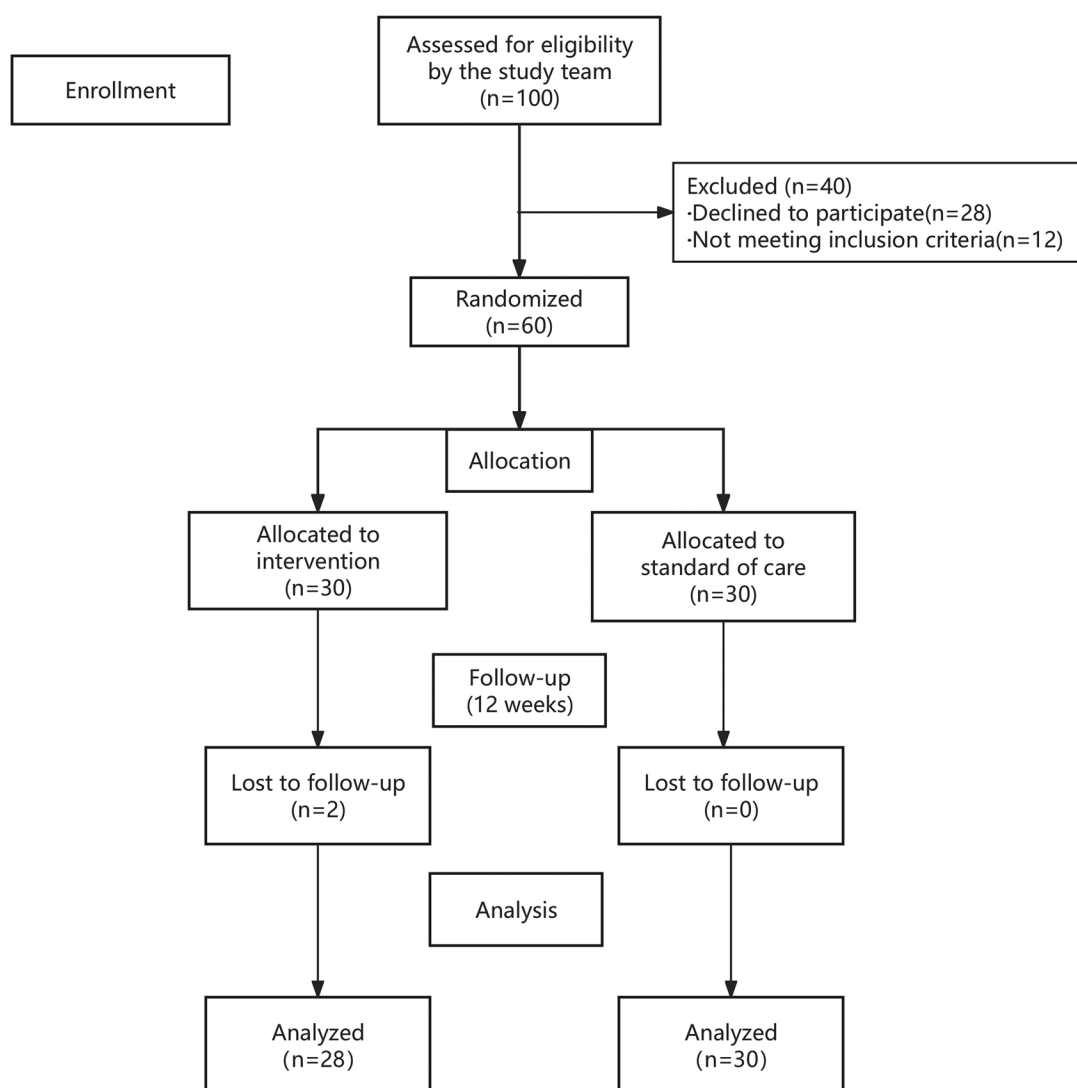 Assessed for eligibility
by the study team
(n=100)
Enrollment
Excluded (n=40)
·Declined to participate(n=28)
·Not meeting inclusion criteria(n=12)
Randomized
(n=60)
Allocation
Allocated to
intervention
(n=30)
Allocated to
standard of care
(n=30)
Follow-up
(12 weeks)
Lost to follow-up
(n=2)
Lost to follow-up
(n=0)
Analysis
Analyzed
(n=28)
Analyzed
(n=30)